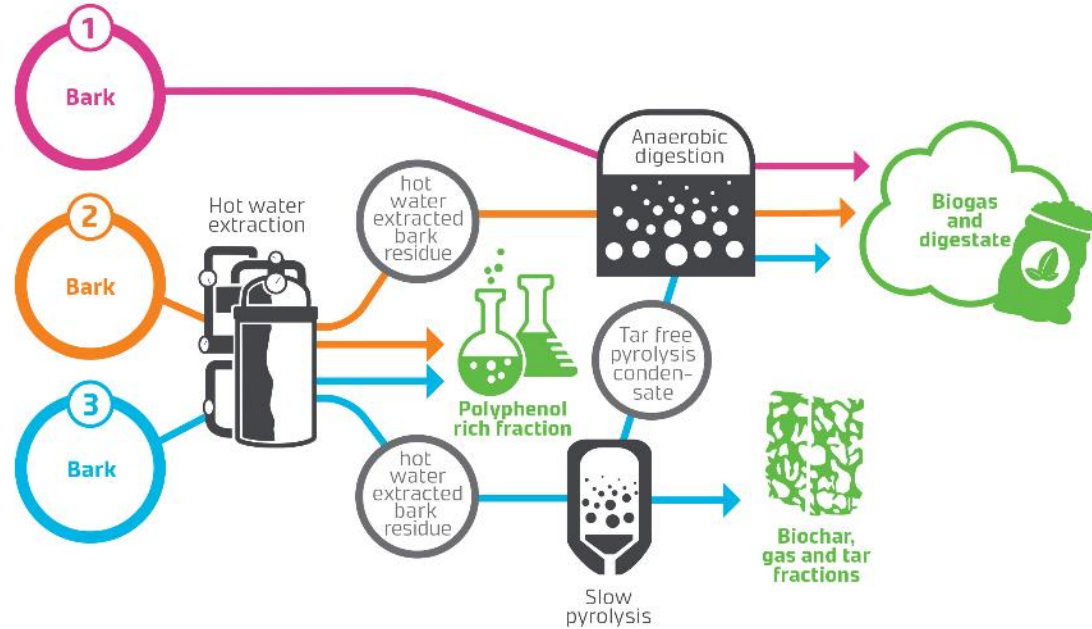 1
Bark
2
Bark
3
Bark
Hot water
extraction
hot
water
extracted
bark
residue
Polyphenol
rich fraction
hot
water
extracted
bark
residue
Anaerobic
digestion
Tar free
pyrolysis
conden-
sate
Slow
pyrolysis
Biogas
and
digestate
Biochar,
gas and tar
fractions